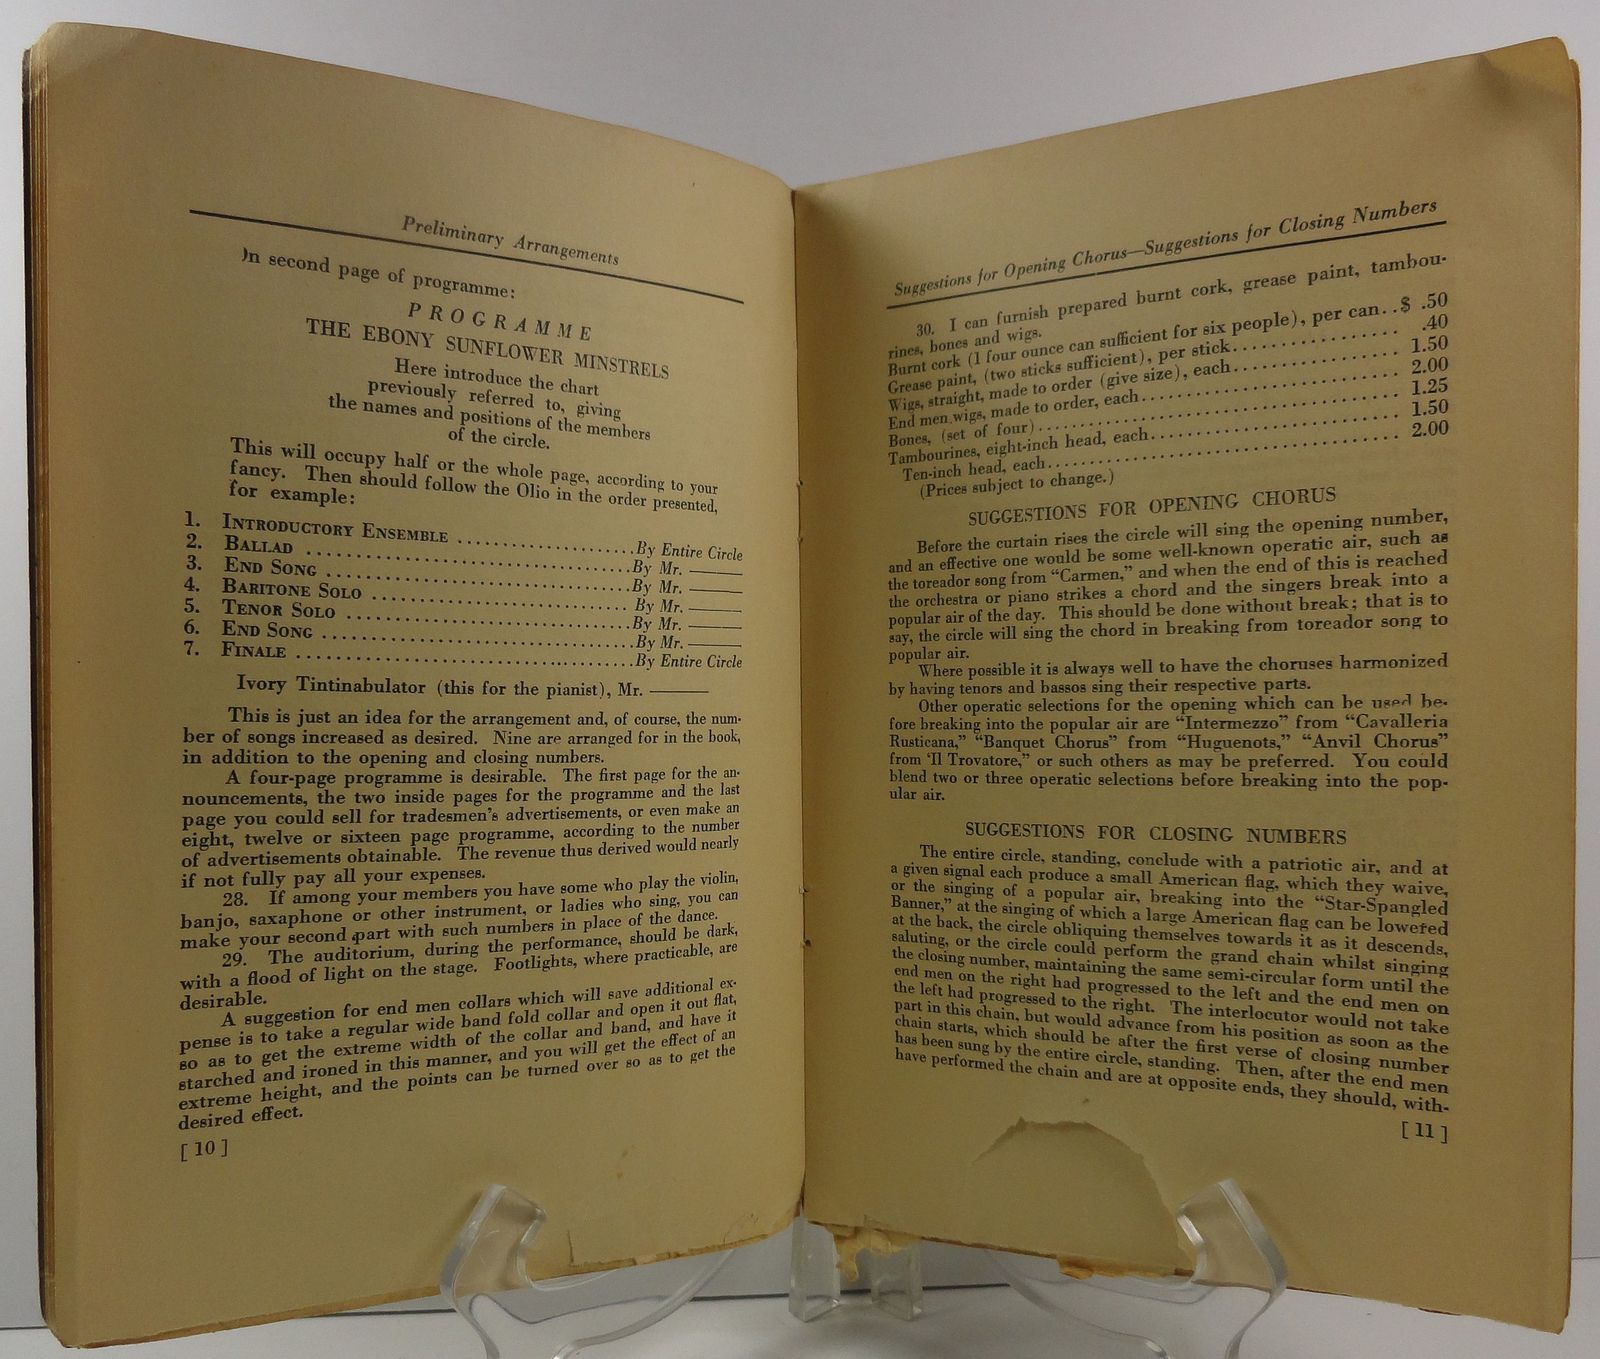 Preliminary Arrangements
On second page of programme:
PROGRAMME
THE EBONY SUNFLOWER MINSTRELS
Here introduce the chart
previously referred to, giving
the names and positions of the members
of the circle.
This will occupy half or the whole page, according to your
fancy. Then should follow the Olio in the order presented,
for example:
1. INTRODUCTORY ENSEMBLE ..................... By Entire Circle
2. BALLAD ..................................... By Mr. ———
3. END SONG ................................... By Mr. ———
4. BARITONE SOLO .............................. By Mr. ———
5. TENOR SOLO ................................. By Mr. ———
6. END SONG ................................... By Mr. ———
7. FINALE ..................................... By Entire Circle
Ivory Tintinabulator (this for the pianist), Mr. ———
This is just an idea for the arrangement and, of course, the num-
ber of songs increased as desired. Nine are arranged for in the book,
in addition to the opening and closing numbers.
A four-page programme is desirable. The first page for the an-
nouncements, the two inside pages for the programme and the last
page you could sell for tradesmen's advertisements, or even make an
eight, twelve or sixteen page programme, according to the number
of advertisements obtainable. The revenue thus derived would nearly
if not fully pay all your expenses.
28. If among your members you have some who play the violin,
banjo, saxaphone or other instrument, or ladies who sing, you can
make your second part with such numbers in place of the dance.
29. The auditorium, during the performance, should be dark,
with a flood of light on the stage. Footlights, where practicable, are
desirable.
A suggestion for end men collars which will save additional ex-
pense is to take a regular wide band fold collar and open it out flat,
so as to get the extreme width of the collar and band, and have it
starched and ironed in this manner, and you will get the effect of an
extreme height, and the points can be turned over so as to get the
desired effect.
[ 10 ]
Suggestions for Opening Chorus—Suggestions for Closing Numbers
30. I can furnish prepared burnt cork, grease paint, tambou-
rines, bones and wigs.
Burnt cork (1 four ounce can sufficient for six people), per can..$ .50
Grease paint, (two sticks sufficient), per stick............... .40
Wigs, straight, made to order (give size), each............... 1.50
End men wigs, made to order, each........................ 2.00
Bones, (set of four)..................................... 1.25
Tambourines, eight-inch head, each........................ 1.50
Ten-inch head, each.................................... 2.00
(Prices subject to change.)
SUGGESTIONS FOR OPENING CHORUS
Before the curtain rises the circle will sing the opening number,
and an effective one would be some well-known operatic air, such as
the toreador song from "Carmen," and when the end of this is reached
the orchestra or piano strikes a chord and the singers break into a
popular air of the day. This should be done without break; that is to
say, the circle will sing the chord in breaking from toreador song to
popular air.
Where possible it is always well to have the choruses harmonized
by having tenors and bassos sing their respective parts.
Other operatic selections for the opening which can be used be-
fore breaking into the popular air are "Intermezzo" from "Cavalleria
Rusticana," "Banquet Chorus" from "Huguenots," "Anvil Chorus"
from 'Il Trovatore," or such others as may be preferred. You could
blend two or three operatic selections before breaking into the pop-
ular air.
SUGGESTIONS FOR CLOSING NUMBERS
The entire circle, standing, conclude with a patriotic air, and at
a given signal each produce a small American flag, which they waive,
or the singing of a popular air, breaking into the "Star-Spangled
Banner," at the singing of which a large American flag can be lowered
at the back, the circle obliquing themselves towards it as it descends,
saluting, or the circle could perform the grand chain whilst singing
the closing number, maintaining the same semi-circular form until the
end men on the right had progressed to the left and the end men on
the left had progressed to the right. The interlocutor would not take
part in this chain, but would advance from his position as soon as the
chain starts, which should be after the first verse of closing number
has been sung by the entire circle, standing. Then, after the end men
have performed the chain and are at opposite ends, they should, with-
[ 11 ]